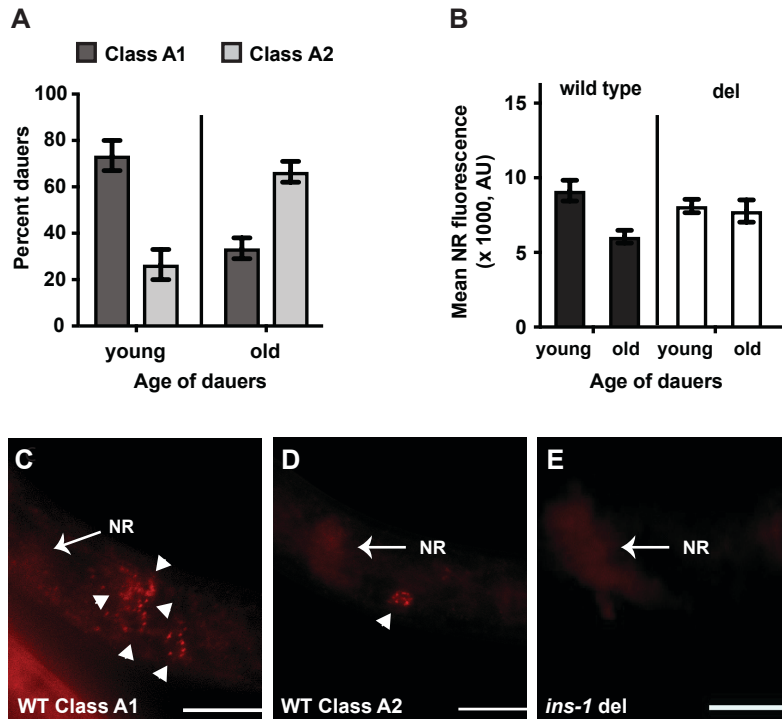 A
Class A1 Class A2
Percent dauers
100
80
60
40
20
0
young old
Age of dauers
B
wild type del
Mean NR fluorescence
(x 1000, AU)
15
10
5
0
young old young old
Age of dauers
C
NR
WT Class A1
D
NR
WT Class A2
E
NR
ins-1 del